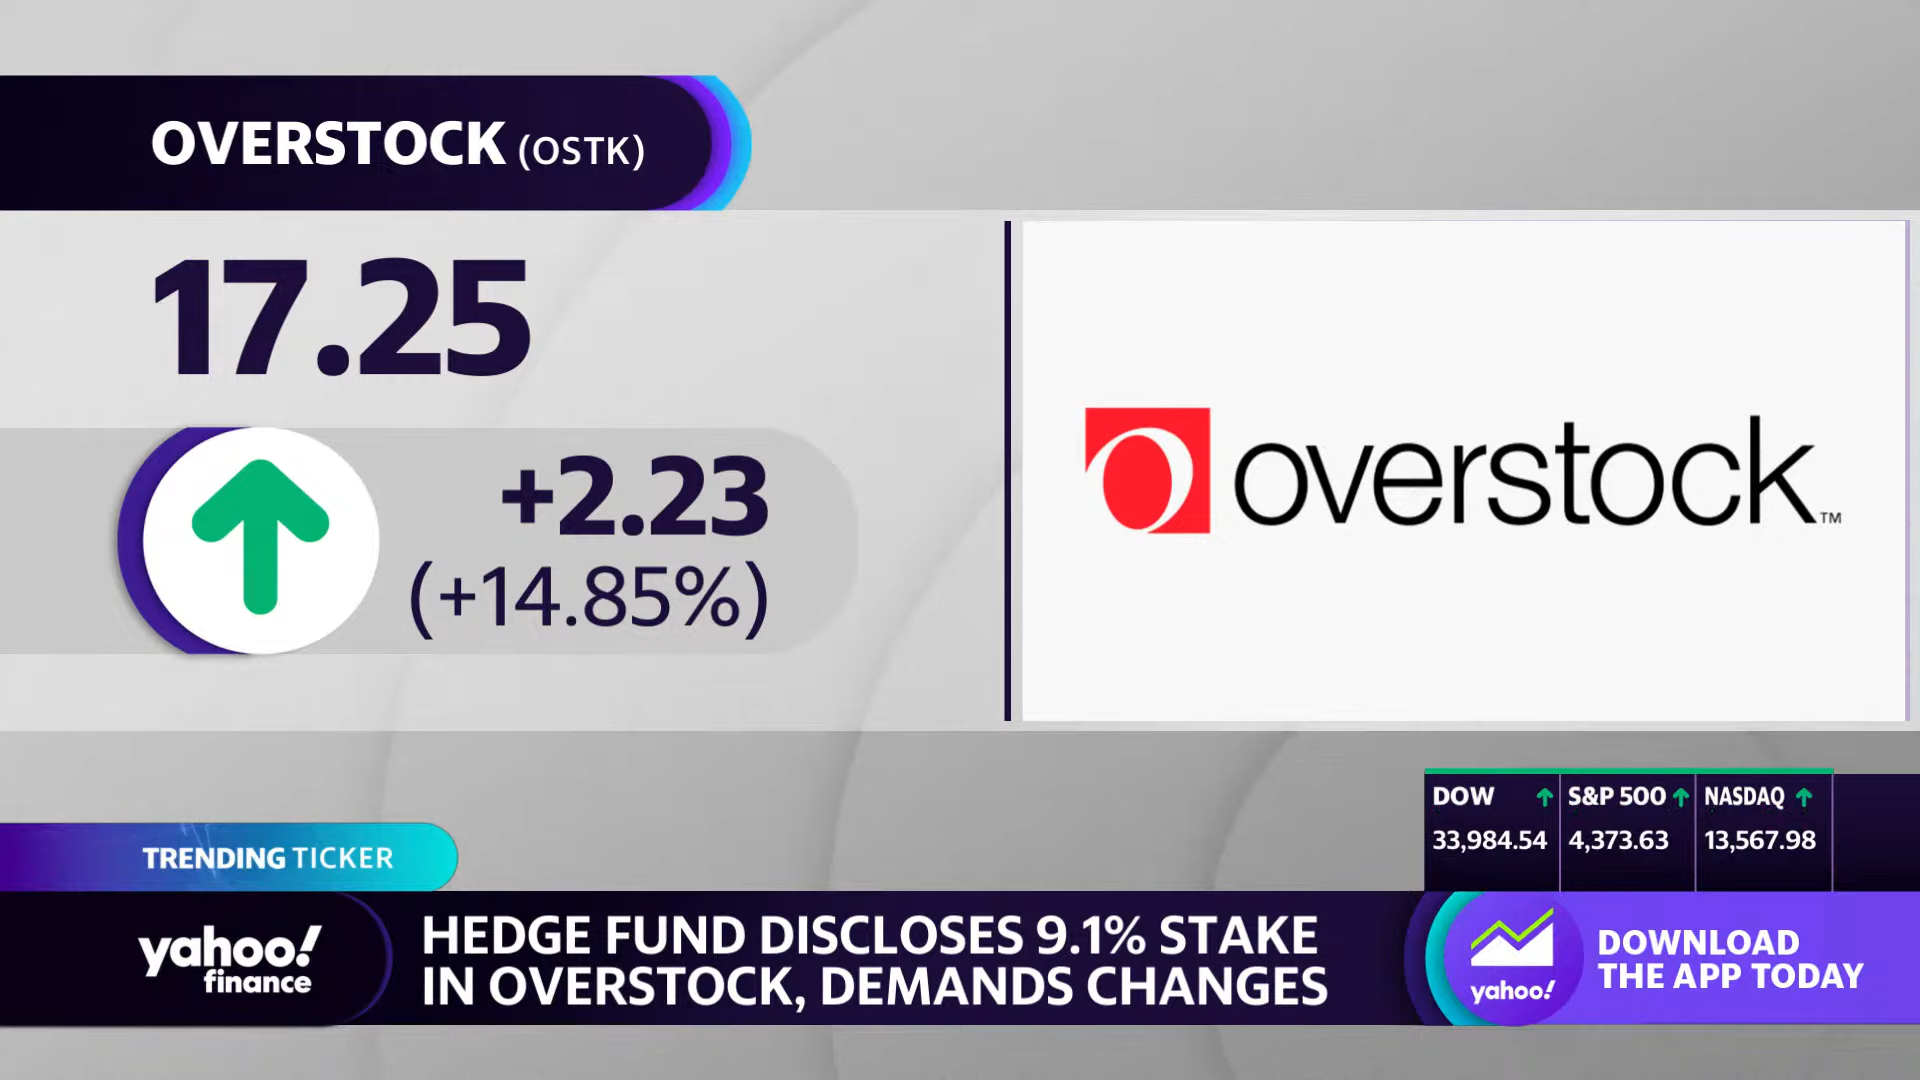 OVERSTOCK (OSTK)
17.25
+2.23
(+14.85%)
overstock™
DOW
33,984.54
S&P 500
4,373.63
NASDAQ
13,567.98
TRENDING TICKER
yahoo!
finance
HEDGE FUND DISCLOSES 9.1% STAKE
IN OVERSTOCK, DEMANDS CHANGES
yahoo!
DOWNLOAD
THE APP TODAY